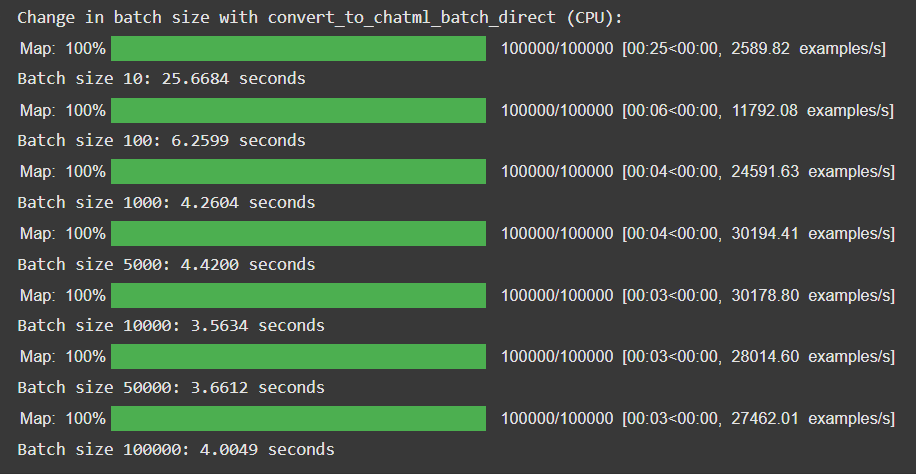 Change in batch size with convert_to_chatml_batch_direct (CPU):
Map: 100% 100000/100000 [00:25<00:00, 2589.82 examples/s]
Batch size 10: 25.6684 seconds
Map: 100% 100000/100000 [00:06<00:00, 11792.08 examples/s]
Batch size 100: 6.2599 seconds
Map: 100% 100000/100000 [00:04<00:00, 24591.63 examples/s]
Batch size 1000: 4.2604 seconds
Map: 100% 100000/100000 [00:04<00:00, 30194.41 examples/s]
Batch size 5000: 4.4200 seconds
Map: 100% 100000/100000 [00:03<00:00, 30178.80 examples/s]
Batch size 10000: 3.5634 seconds
Map: 100% 100000/100000 [00:03<00:00, 28014.60 examples/s]
Batch size 50000: 3.6612 seconds
Map: 100% 100000/100000 [00:03<00:00, 27462.01 examples/s]
Batch size 100000: 4.0049 seconds